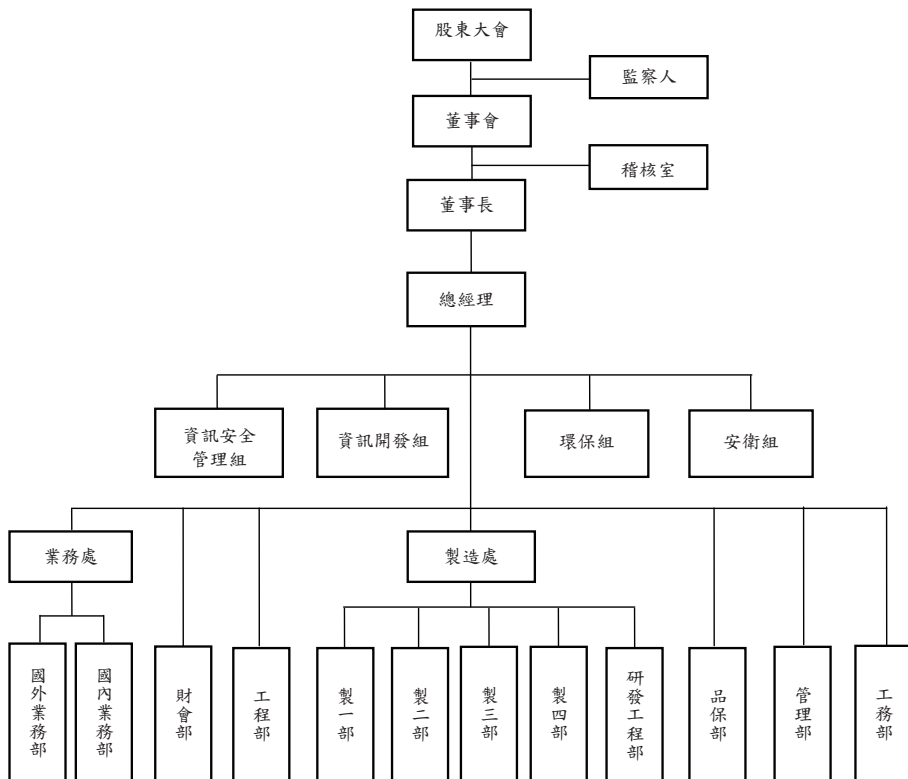 股東大會
監察人
董事會
稽核室
董事長
總經理
資訊安全
管理組
資訊開發組
環保組
安衛組
業務處
製造處
國外業務部
國內業務部
財會部
工程部
製一部
製二部
製三部
製四部
研發工程部
品保部
管理部
工務部